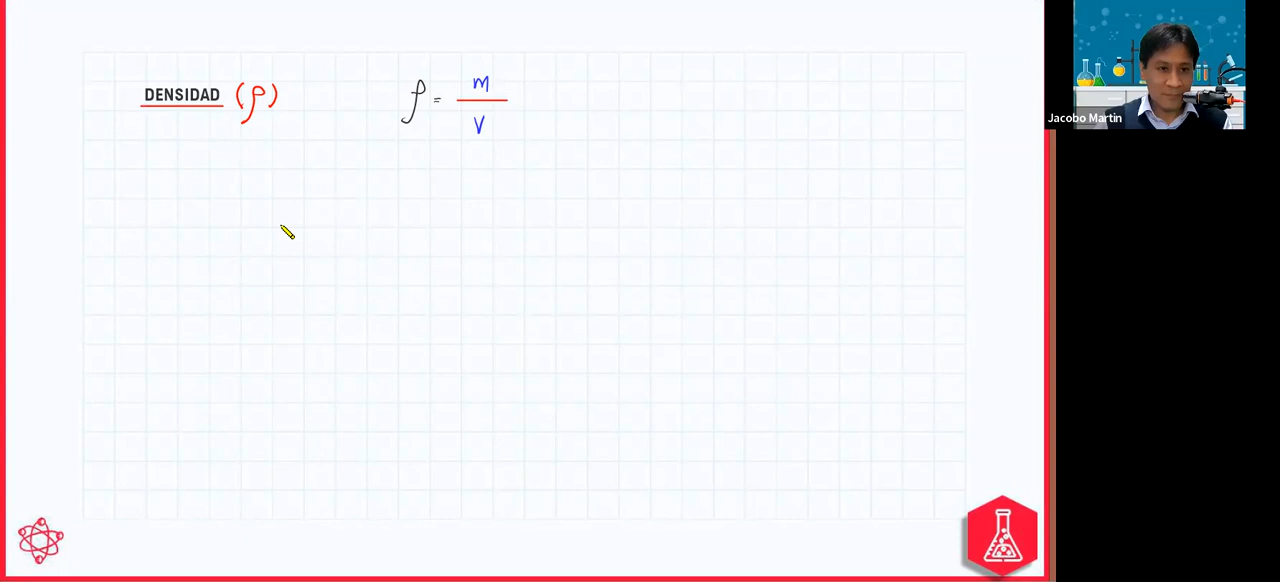 DENSIDAD (ρ)
ρ = m / V
Jacobo Martin